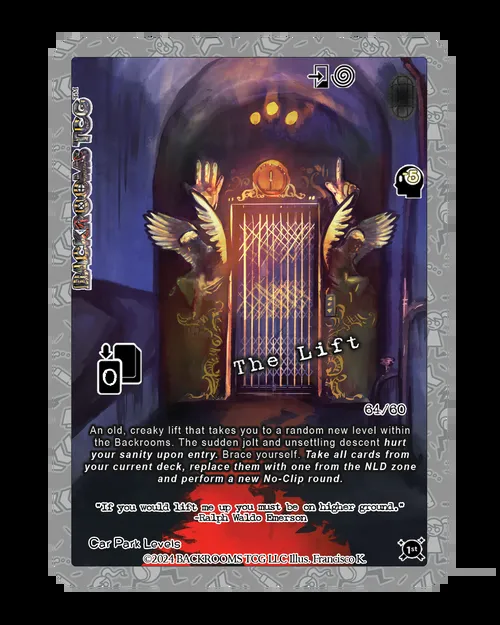 BACKROOMS TCG
TM
5
The Lift
0
61/60
An old, creaky lift that takes you to a random new level within
the Backrooms. The sudden jolt and unsettling descent hurt
your sanity upon entry. Brace yourself. Take all cards from
your current deck, replace them with one from the NLD zone
and perform a new No-Clip round.
"If you would lift me up you must be on higher ground."
-Ralph Waldo Emerson
Car Park Levels
1st
©2024 BACKROOMS TCG LLC Illus. Francisco K.